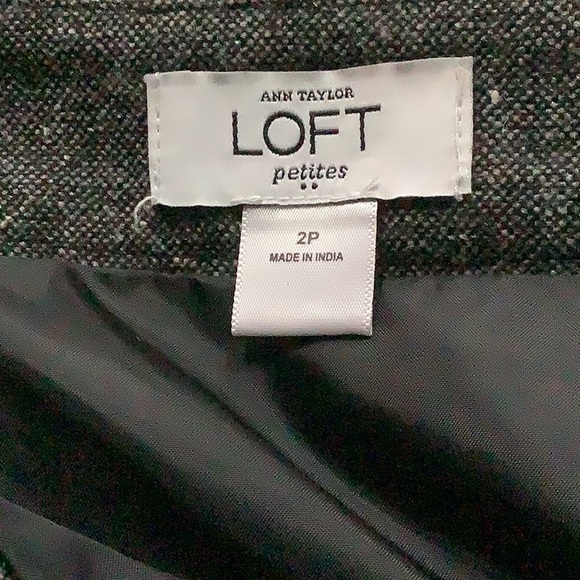 ANN TAYLOR
LOFT
petites
2P
MADE IN INDIA